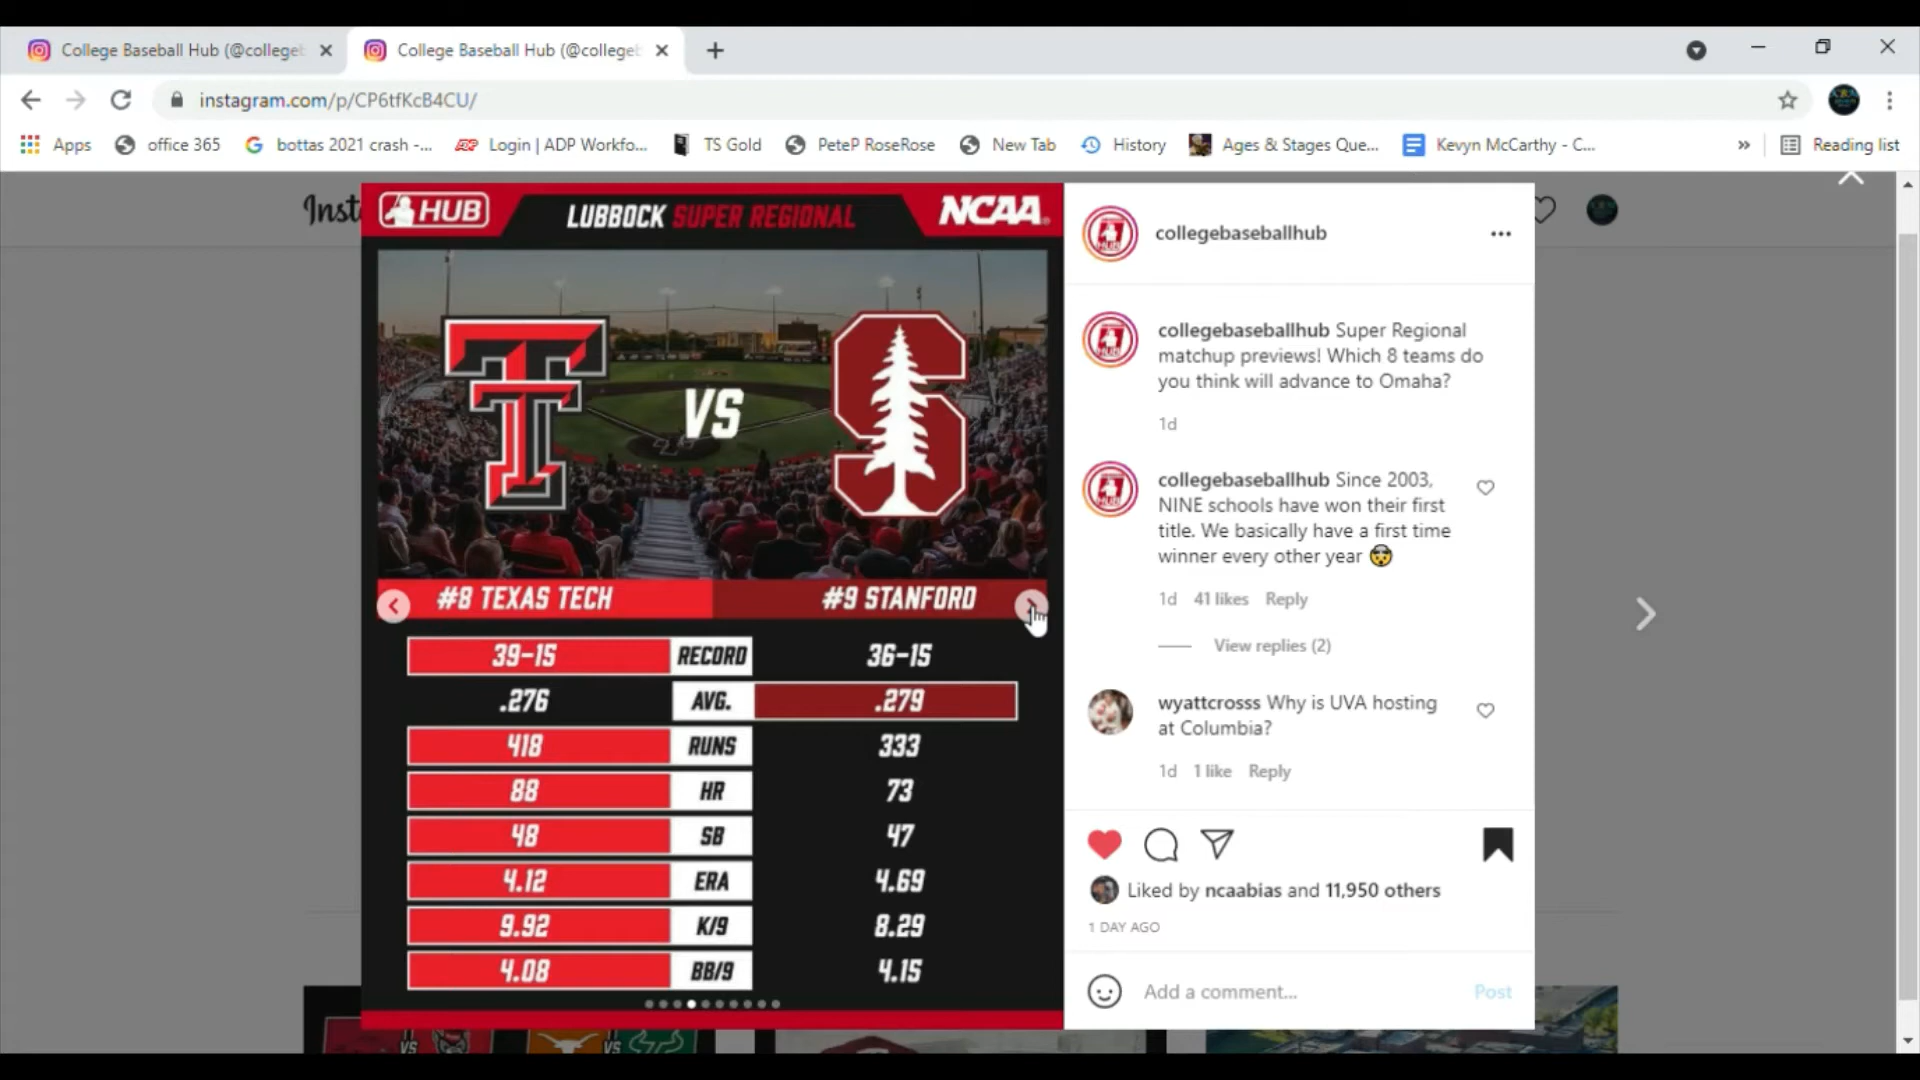 College Baseball Hub (@collegeb
College Baseball Hub (@collegeb
instagram.com/p/CP6tfKcB4CU/
Apps
office 365
bottas 2021 crash -...
Login | ADP Workfo...
TS Gold
PeteP RoseRose
New Tab
History
Ages & Stages Que...
Kevyn McCarthy - C...
»
Reading list
Inst
HUB
LUBBOCK SUPER REGIONAL
NCAA
VS
#8 TEXAS TECH
#9 STANFORD
39-15 RECORD 36-15
.276 AVG. .279
418 RUNS 333
88 HR 73
48 SB 47
4.12 ERA 4.69
9.92 K/9 8.29
4.08 BB/9 4.15
VS
VS
collegebaseballhub
collegebaseballhub Super Regional
matchup previews! Which 8 teams do
you think will advance to Omaha?
1d
collegebaseballhub Since 2003,
NINE schools have won their first
title. We basically have a first time
winner every other year 🤯
1d 41 likes Reply
View replies (2)
wyattcrosss Why is UVA hosting
at Columbia?
1d 1 like Reply
Liked by ncaabias and 11,950 others
1 DAY AGO
Add a comment...
Post